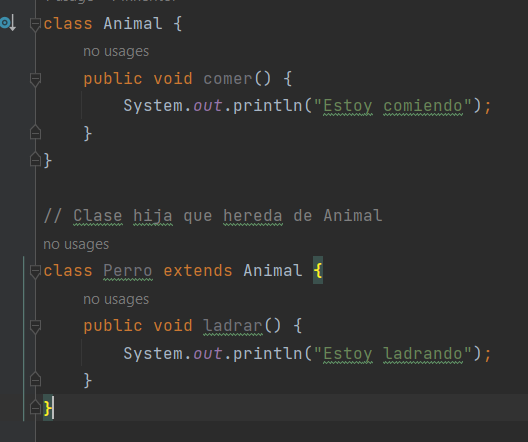 class Animal {
no usages
public void comer() {
System.out.println("Estoy comiendo");
}
}
// Clase hija que hereda de Animal
no usages
class Perro extends Animal {
no usages
public void ladrar() {
System.out.println("Estoy ladrando");
}
}